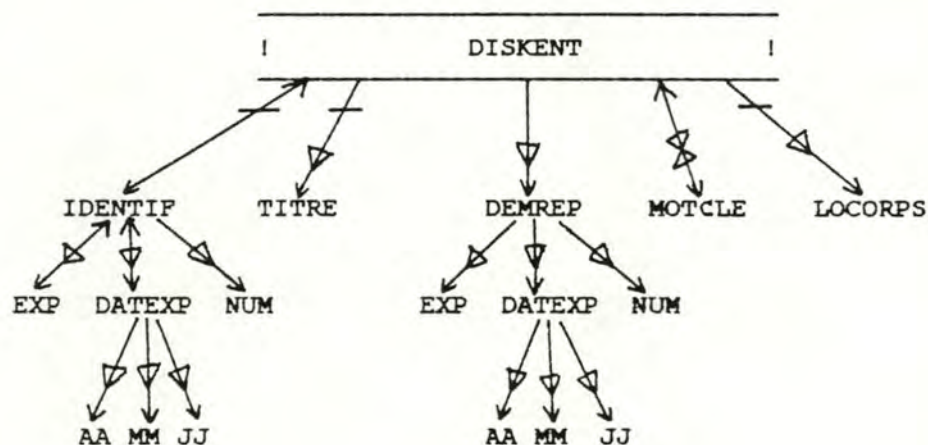 ! DISKENT !
IDENTIF TITRE DEMREP MOTCLE LOCORPS
EXP DATEXP NUM EXP DATEXP NUM
AA MM JJ AA MM JJ